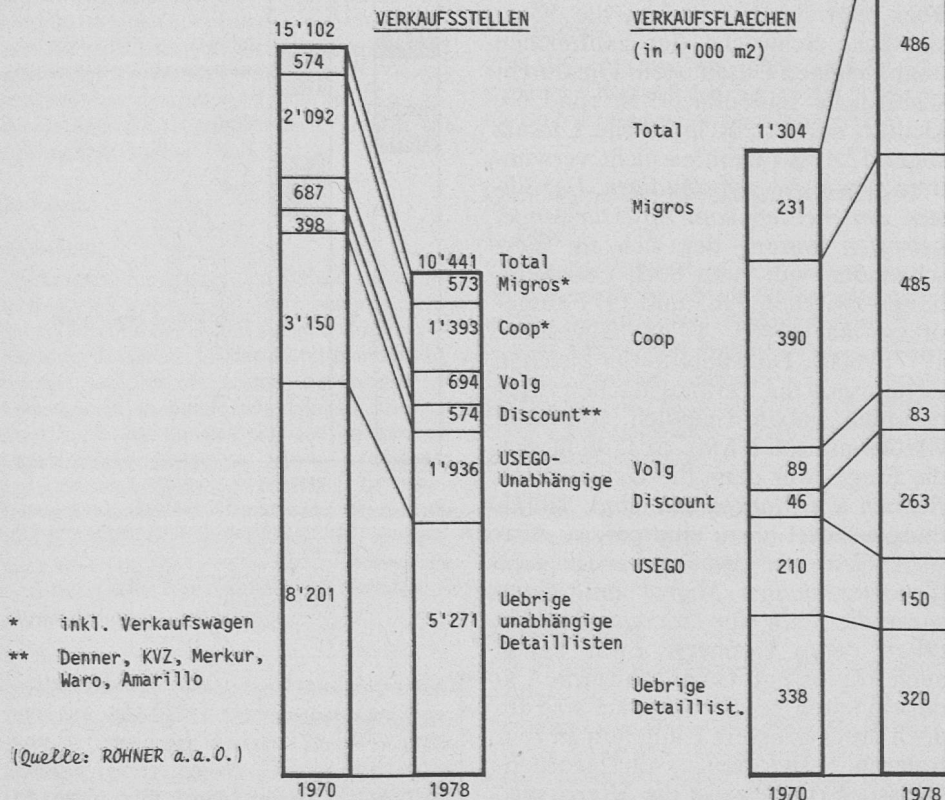 VERKAUFSSTELLEN
15'102
574
2'092
687
398
3'150
8'201
1970
10'441 Total
573 Migros*
1'393 Coop*
694 Volg
574 Discount**
1'936 USEGO-
Unabhängige
5'271 Uebrige
unabhängige
Detaillisten
1978
* inkl. Verkaufswagen
** Denner, KVZ, Merkur,
Waro, Amarillo
(Quelle: ROHNER a.a.O.)
VERKAUFSFLAECHEN
(in 1'000 m2)
Total 1'304
Migros 231
Coop 390
Volg 89
Discount 46
USEGO 210
Uebrige
Detaillist. 338
1970
486
485
83
263
150
320
1978